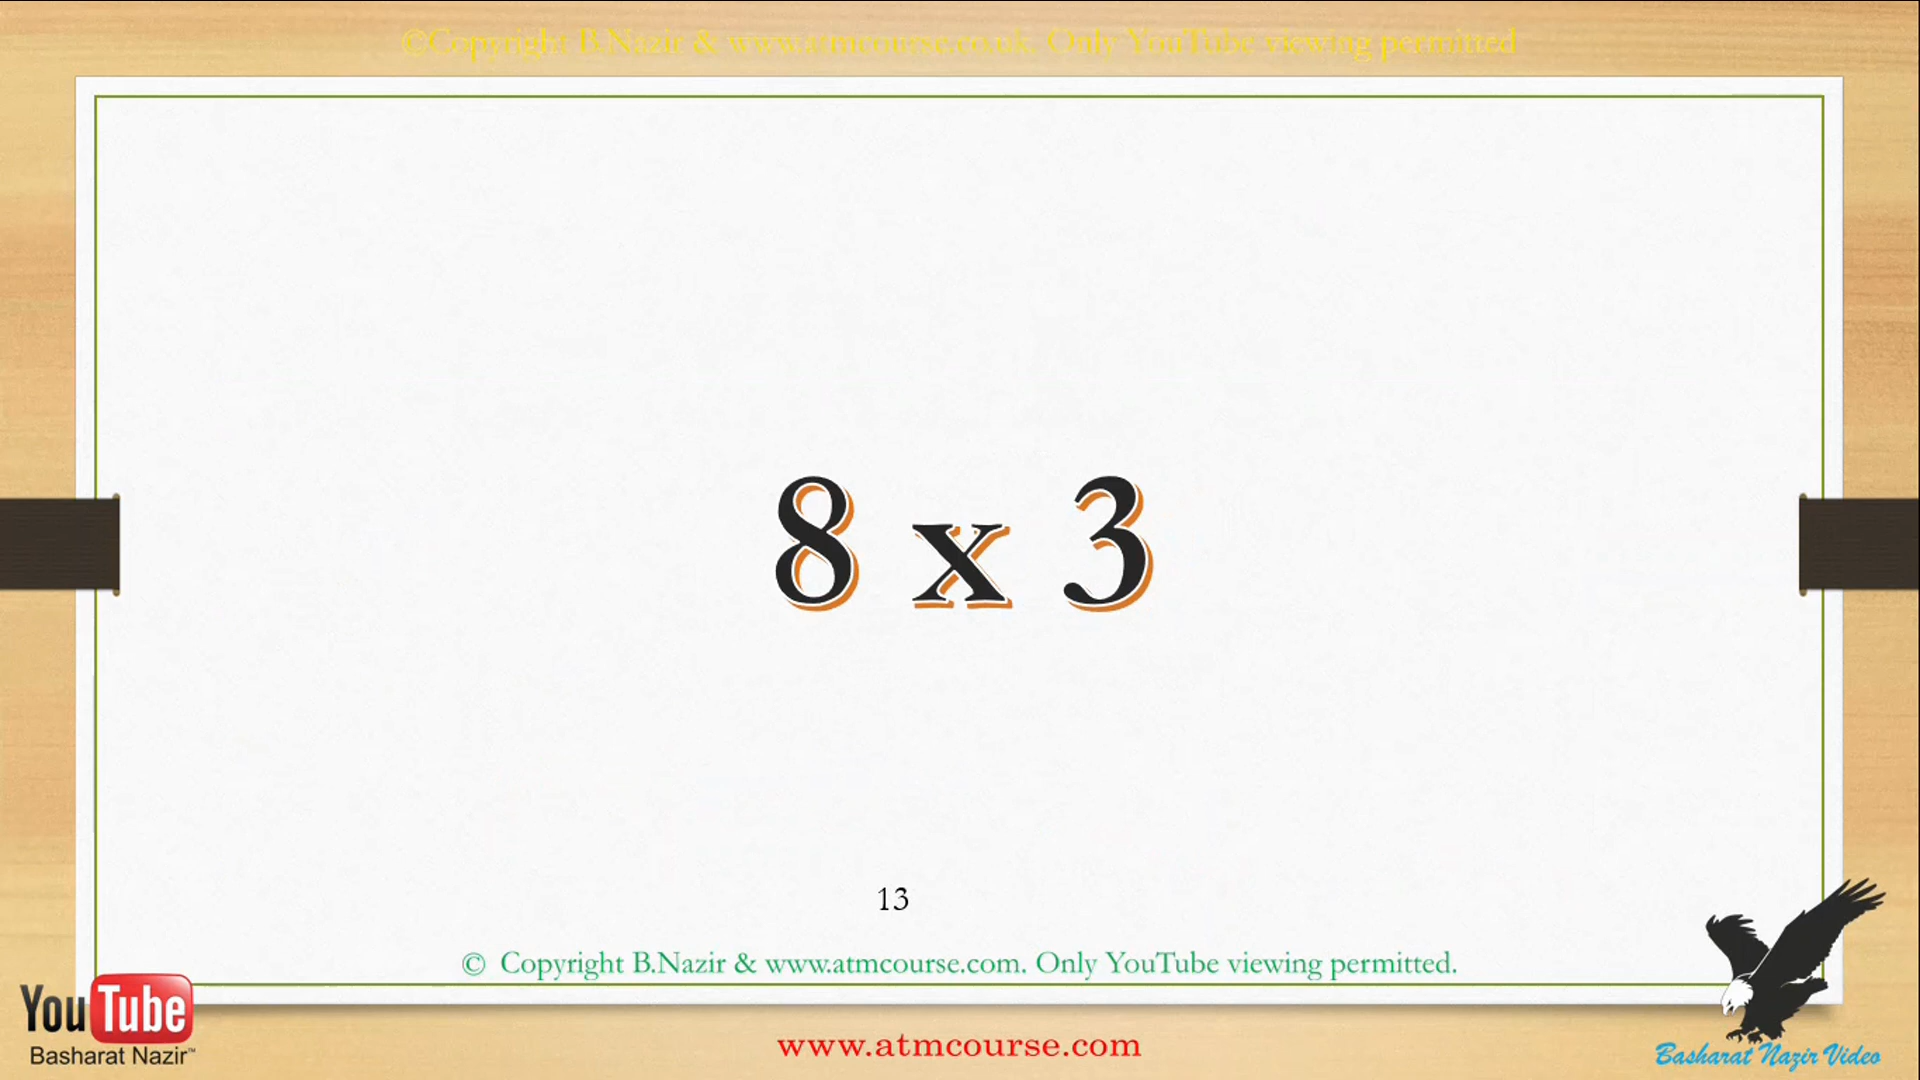 ©Copyright B.Nazir & www.atmcourse.co.uk. Only YouTube viewing permitted
8 x 3
13
© Copyright B.Nazir & www.atmcourse.com. Only YouTube viewing permitted.
YouTube
Basharat Nazir™
www.atmcourse.com
Basharat Nazir Video